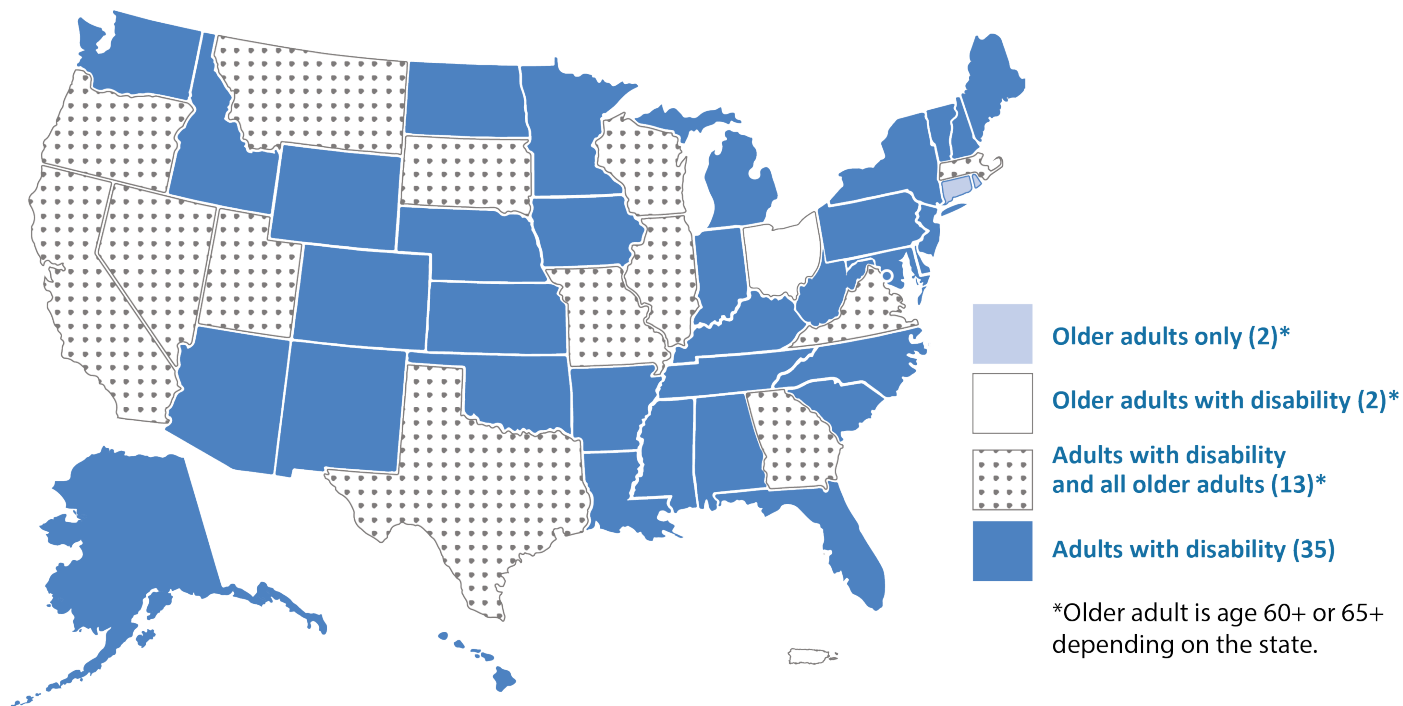 Older adults only (2)*
Older adults with disability (2)*
Adults with disability
and all older adults (13)*
Adults with disability (35)
*Older adult is age 60+ or 65+
depending on the state.